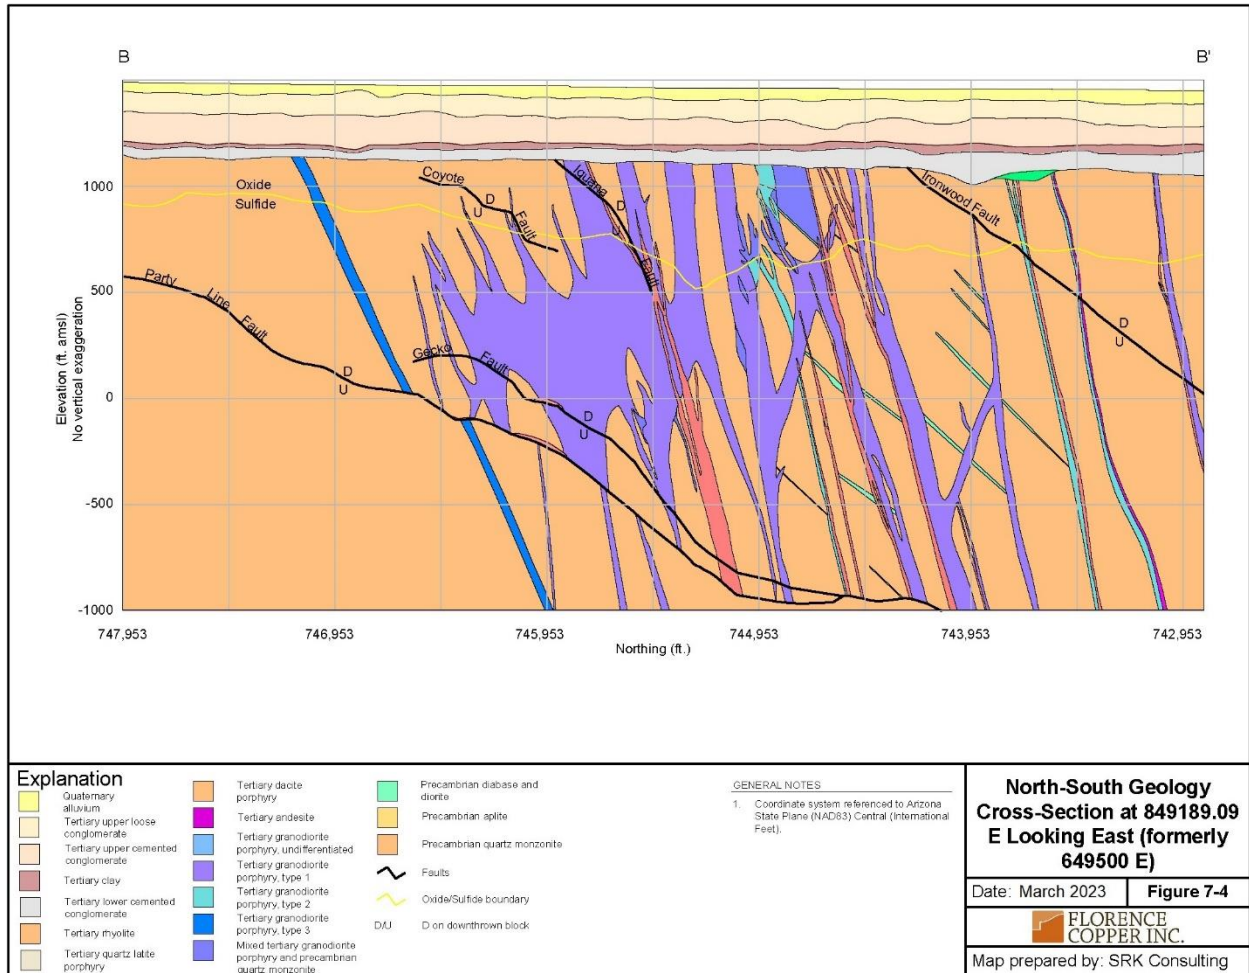 B
B'
Coyote
Fault
D
U
Iguana
Fault
D
U
Ironwood Fault
D
U
Oxide
Sulfide
Party
Line
Fault
D
U
Gecko
Fault
D
U
1000
500
0
-500
-1000
Elevation (ft. amsl)
No vertical exaggeration
747,953
746,953
745,953
744,953
743,953
742,953
Northing (ft.)
Explanation
Quaternary
alluvium
Tertiary upper loose
conglomerate
Tertiary upper cemented
conglomerate
Tertiary clay
Tertiary lower cemented
conglomerate
Tertiary rhyolite
Tertiary quartz latite
porphyry
Tertiary dacite
porphyry
Tertiary andesite
Tertiary granodiorite
porphyry, undifferentiated
Tertiary granodiorite
porphyry, type 1
Tertiary granodiorite
porphyry, type 2
Tertiary granodiorite
porphyry, type 3
Mixed tertiary granodiorite
porphyry and precambrian
quartz monzonite
Precambrian diabase and
diorite
Precambrian aplite
Precambrian quartz monzonite
Faults
Oxide/Sulfide boundary
D/U
D on downthrown block
GENERAL NOTES
1. Coordinate system referenced to Arizona
State Plane (NAD83) Central (International
Feet).
North-South Geology
Cross-Section at 849189.09
E Looking East (formerly
649500 E)
Date: March 2023
Figure 7-4
FLORENCE
COPPER INC.
Map prepared by: SRK Consulting